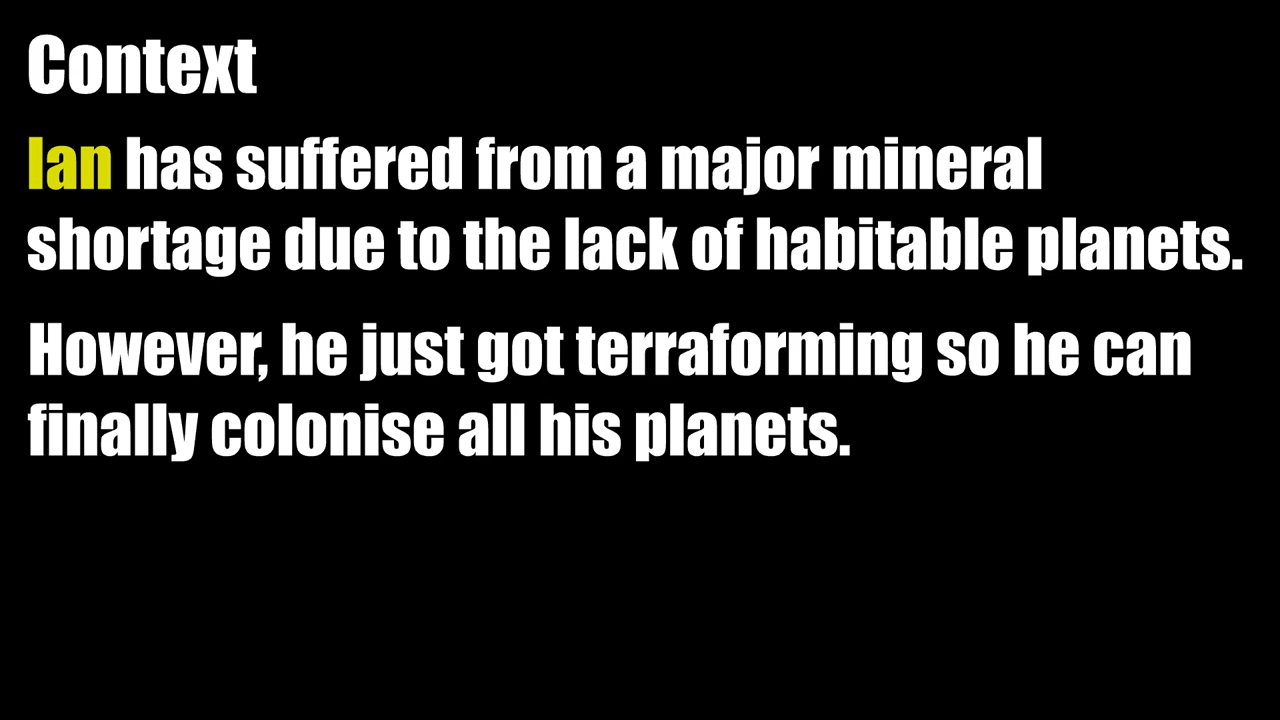 Context
Ian has suffered from a major mineral
shortage due to the lack of habitable planets.
However, he just got terraforming so he can
finally colonise all his planets.